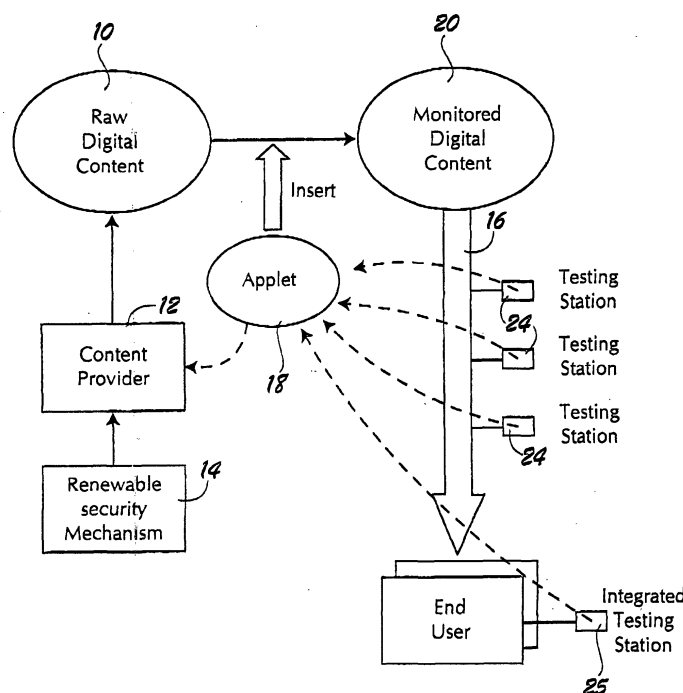 10
Raw
Digital
Content
20
Monitored
Digital
Content
Insert
16
Applet
18
Testing
Station
24
Testing
Station
Testing
Station
24
12
Content
Provider
14
Renewable
security
Mechanism
End
User
Integrated
Testing
Station
25